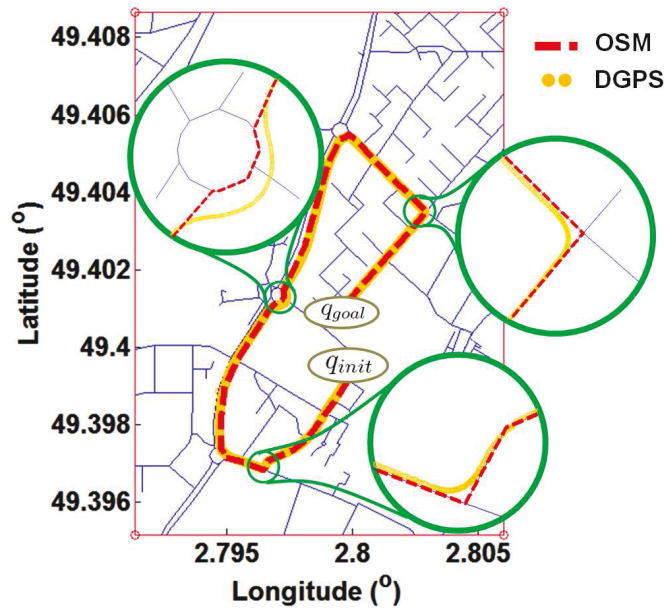 49.408
49.406
49.404
49.402
49.4
49.398
49.396
Latitude (°)
2.795
2.8
2.805
Longitude (°)
OSM
DGPS
q_goal
q_init